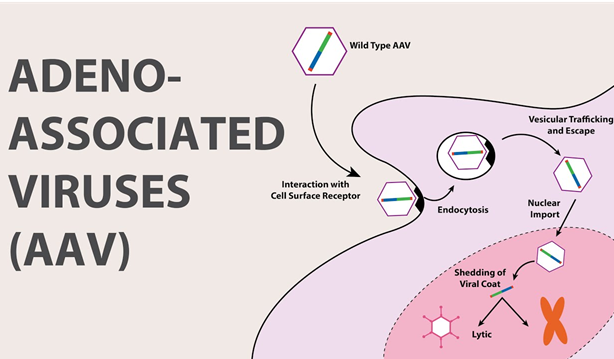 ADENO-
ASSOCIATED
VIRUSES
(AAV)
Wild Type AAV
Interaction with
Cell Surface Receptor
Endocytosis
Vesicular Trafficking
and Escape
Nuclear
Import
Shedding of
Viral Coat
Lytic